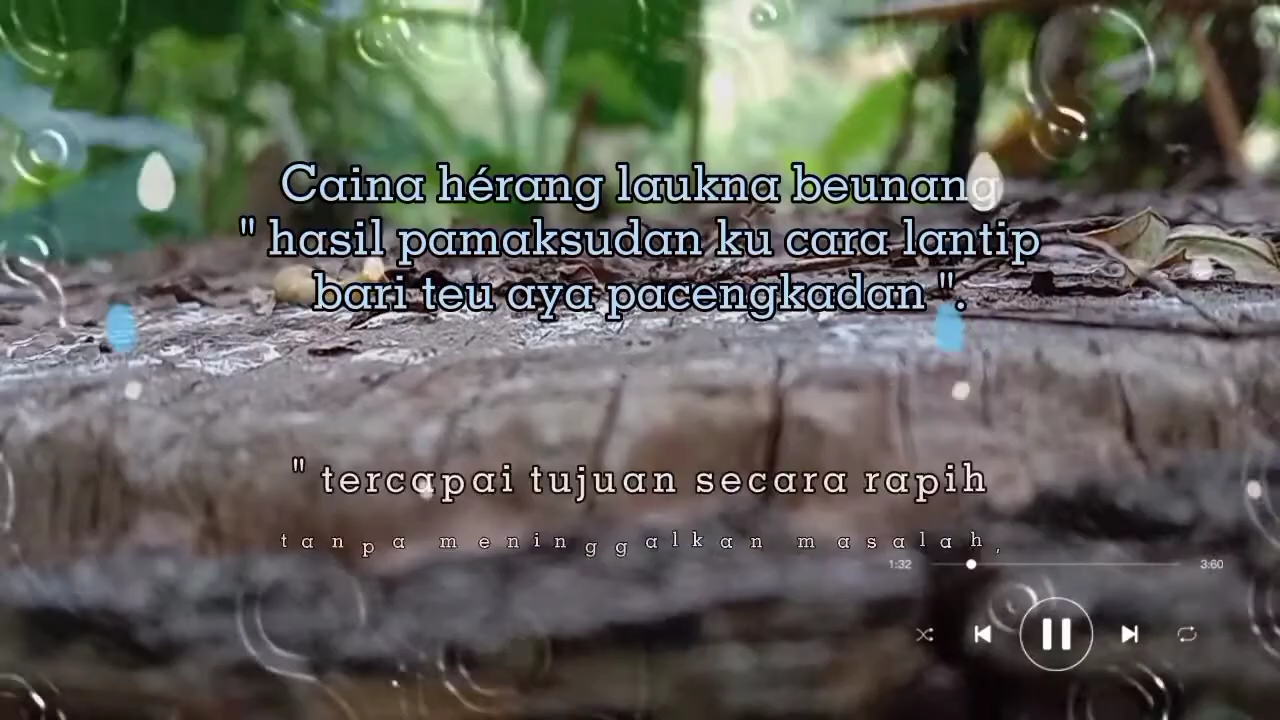 Caina hérang laukna beunang
" hasil pamaksudan ku cara lantip
bari teu aya pacengkadan ".
" tercapai tujuan secara rapih
tanpa meninggalkan masalah,
1:32 3:60